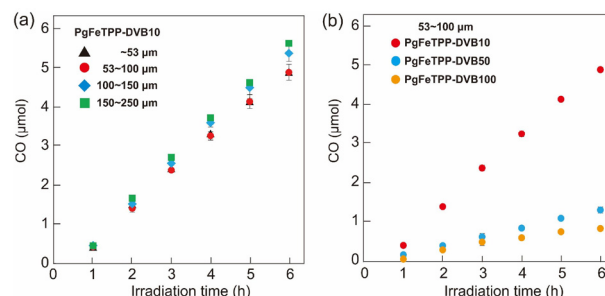 (a)
PgFeTPP-DVB10
~53 μm
53~100 μm
100~150 μm
150~250 μm
CO (μmol)
6
5
4
3
2
1
0
1 2 3 4 5 6
Irradiation time (h)
(b)
53~100 μm
PgFeTPP-DVB10
PgFeTPP-DVB50
PgFeTPP-DVB100
CO (μmol)
6
5
4
3
2
1
0
1 2 3 4 5 6
Irradiation time (h)